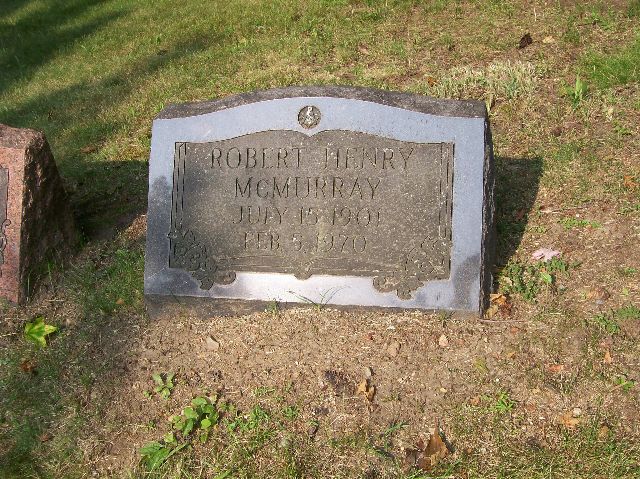 ROBERT HENRY
MCMURRAY
JULY 15, 1901
FEB. 5, 1970